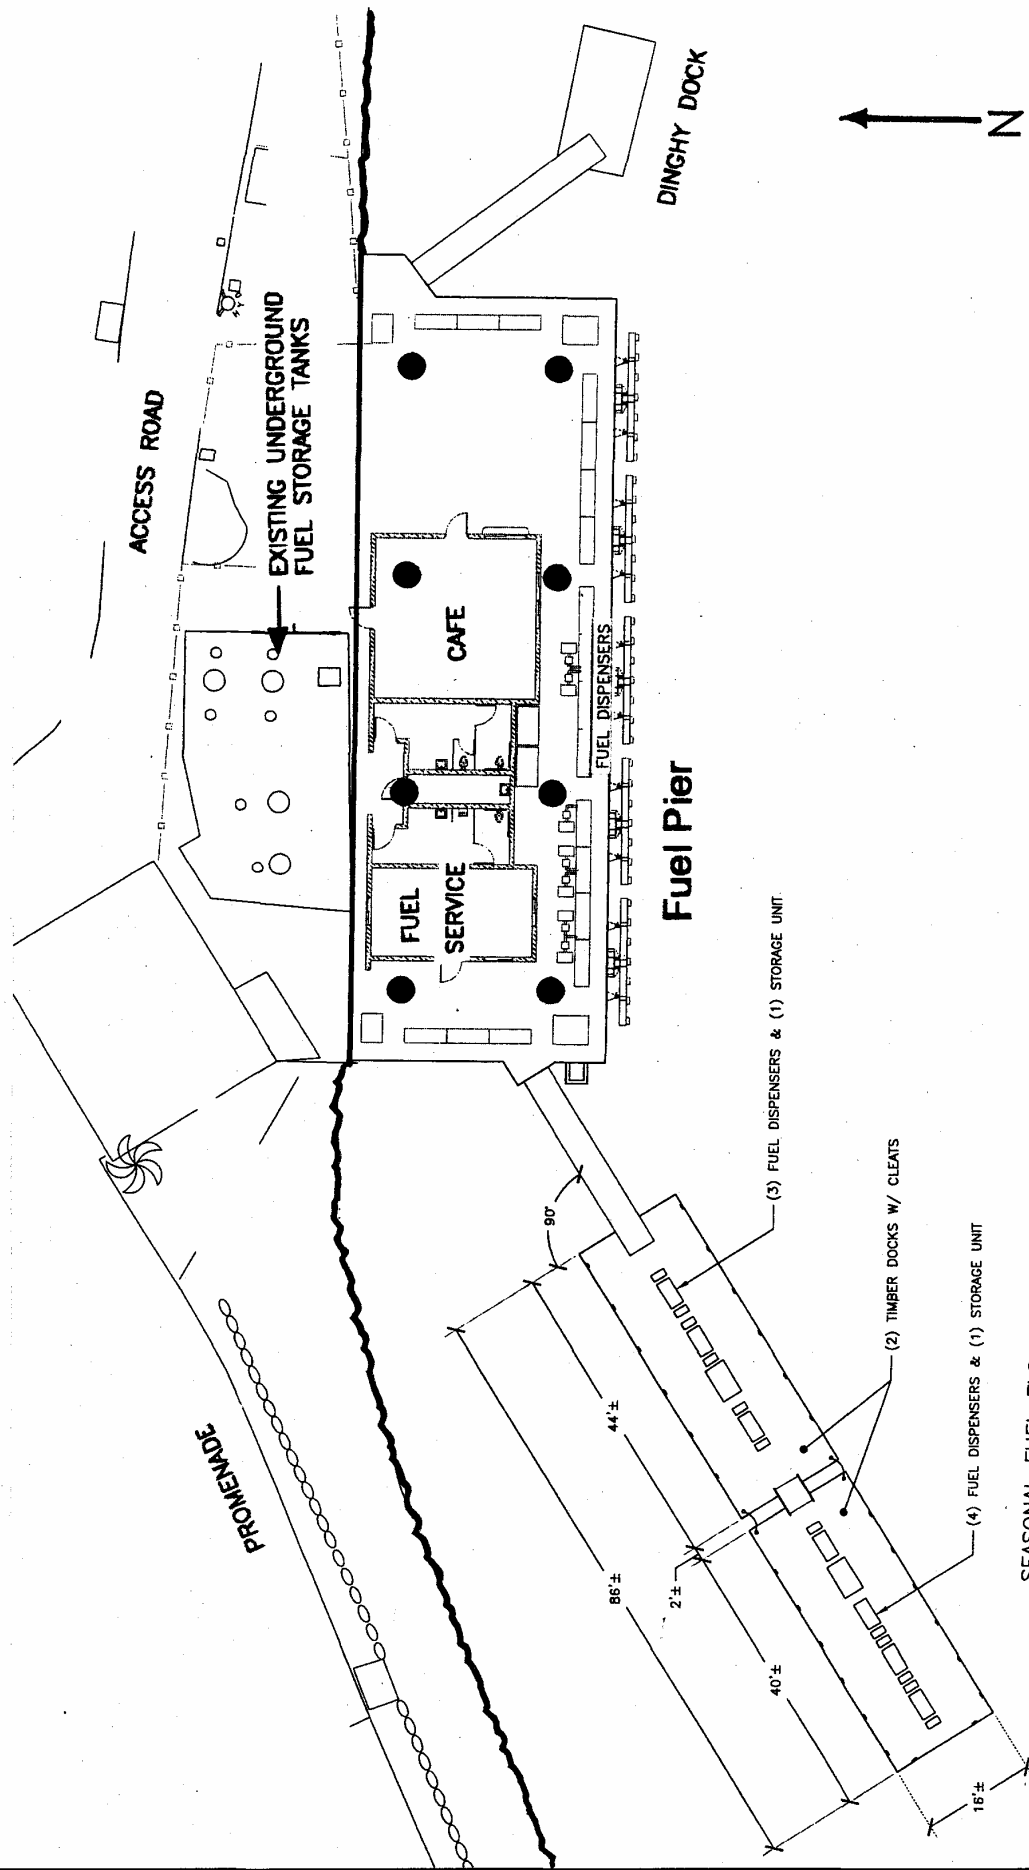 ACCESS ROAD
PROMENADE
EXISTING UNDERGROUND
FUEL STORAGE TANKS
FUEL
SERVICE
CAFE
FUEL DISPENSERS
DINGHY DOCK
Fuel Pier
N
90°
44'±
86'±
2'±
40'±
16'±
(3) FUEL DISPENSERS & (1) STORAGE UNIT
(2) TIMBER DOCKS W/ CLEATS
(4) FUEL DISPENSERS & (1) STORAGE UNIT
SEASONAL FUEL